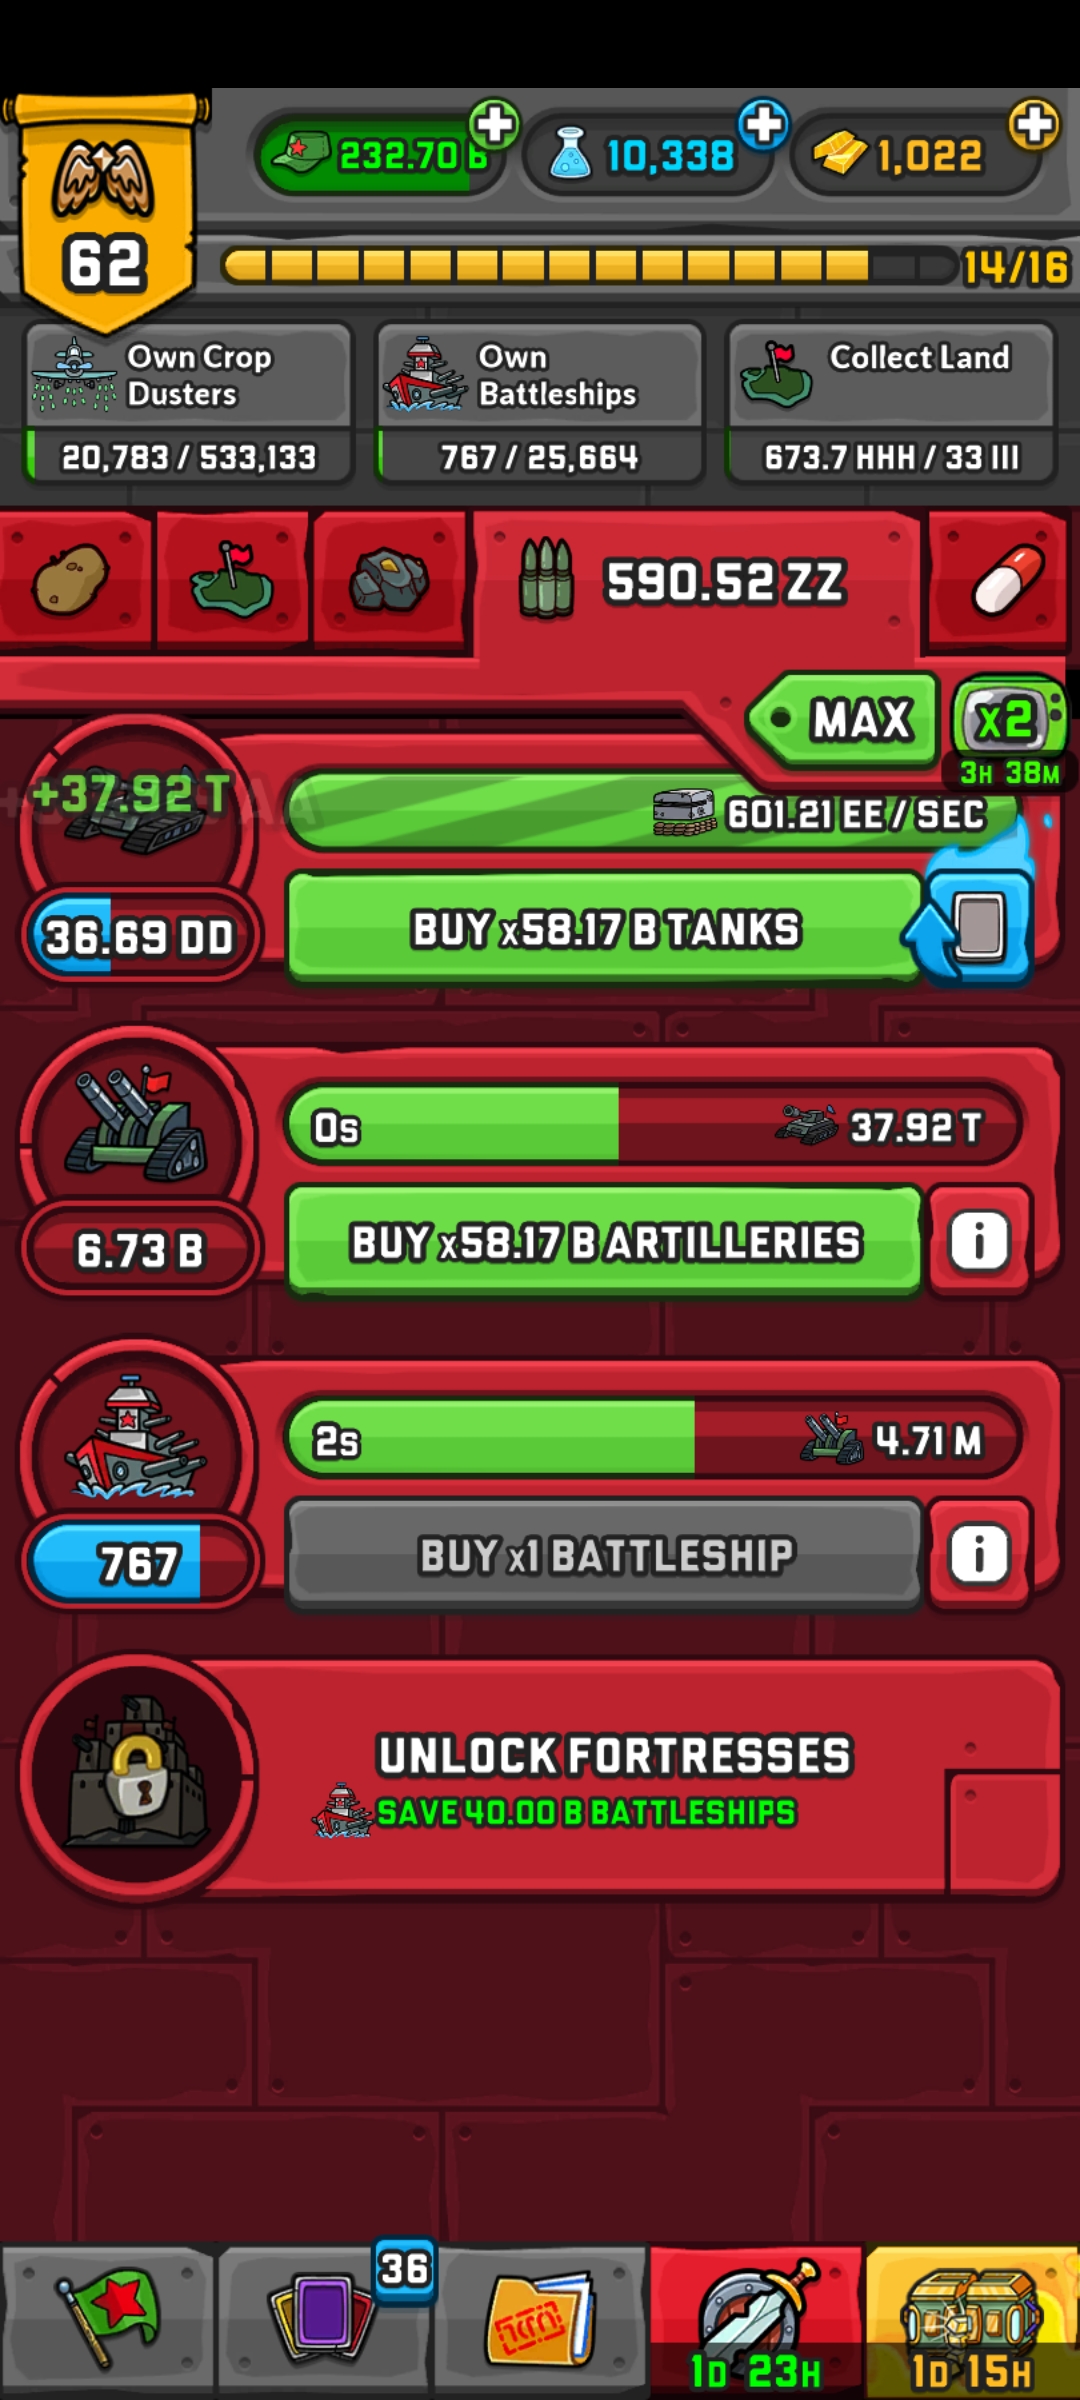 232.70 B
10,338
1,022
62
14/16
Own Crop
Dusters
20,783 / 533,133
Own
Battleships
767 / 25,664
Collect Land
673.7 HHH / 33 III
590.52 ZZ
MAX
x2
3H 38M
+37.92 T
601.21 EE / SEC
36.69 DD
BUY x58.17 B TANKS
0s
37.92 T
6.73 B
BUY x58.17 B ARTILLERIES
i
2s
4.71 M
767
BUY x1 BATTLESHIP
i
UNLOCK FORTRESSES
SAVE 40.00 B BATTLESHIPS
36
1D 23H
1D 15H